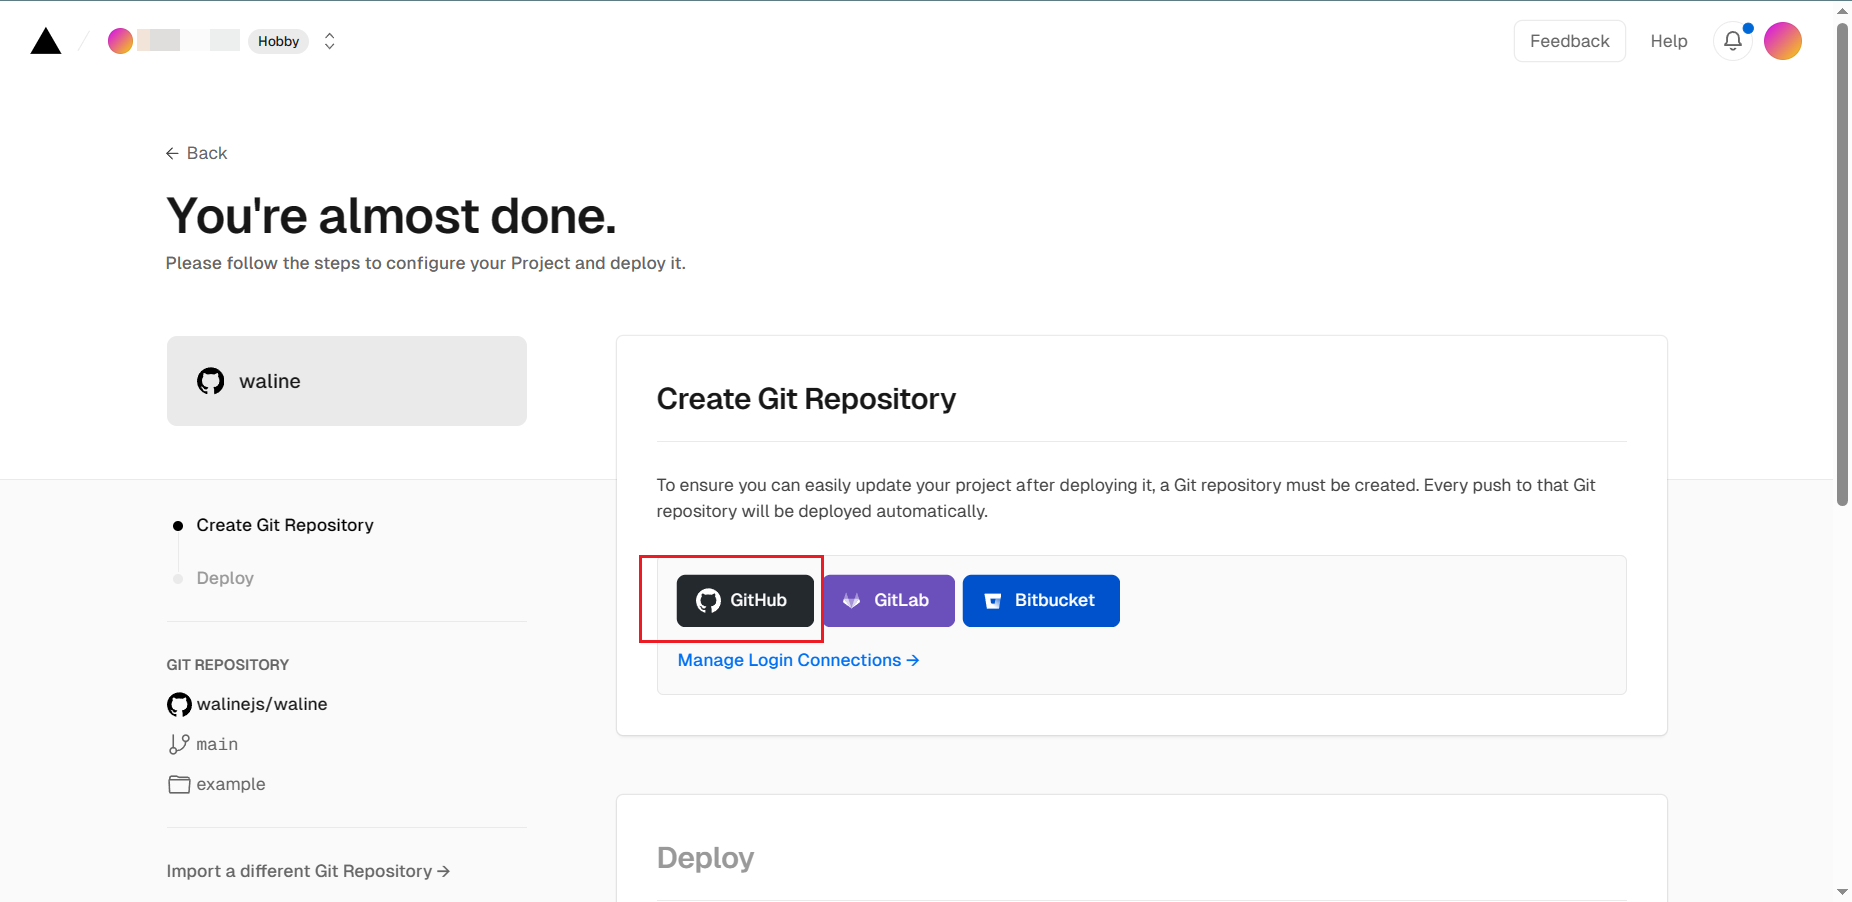 Hobby
Feedback
Help
← Back
You're almost done.
Please follow the steps to configure your Project and deploy it.
waline
Create Git Repository
Deploy
GIT REPOSITORY
walinejs/waline
main
example
Import a different Git Repository →
Create Git Repository
To ensure you can easily update your project after deploying it, a Git repository must be created. Every push to that Git
repository will be deployed automatically.
GitHub
GitLab
Bitbucket
Manage Login Connections →
Deploy